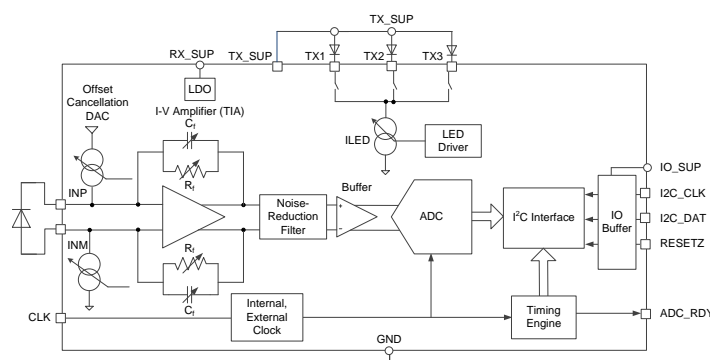 TX_SUP
RX_SUP
TX_SUP
TX1
TX2
TX3
Offset
Cancellation
DAC
LDO
I-V Amplifier (TIA)
Cf
Rf
ILED
LED
Driver
IO_SUP
INP
Buffer
I2C_CLK
Noise-
Reduction
Filter
+
-
ADC
I2C Interface
IO
Buffer
I2C_DAT
RESETZ
INM
Rf
Cf
CLK
Internal,
External
Clock
Timing
Engine
ADC_RDY
GND